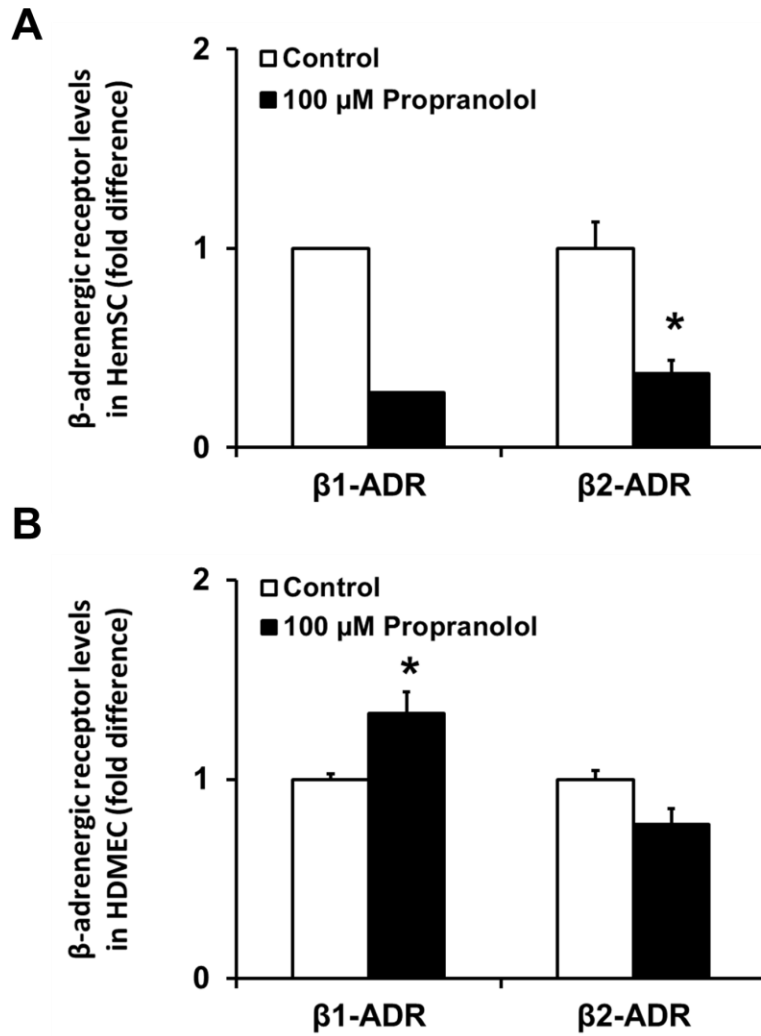 A
β-adrenergic receptor levels
in HemSC (fold difference)
2
1
0
Control
100 μM Propranolol
*
β1-ADR
β2-ADR
B
β-adrenergic receptor levels
in HDMEC (fold difference)
2
1
0
Control
100 μM Propranolol
*
β1-ADR
β2-ADR